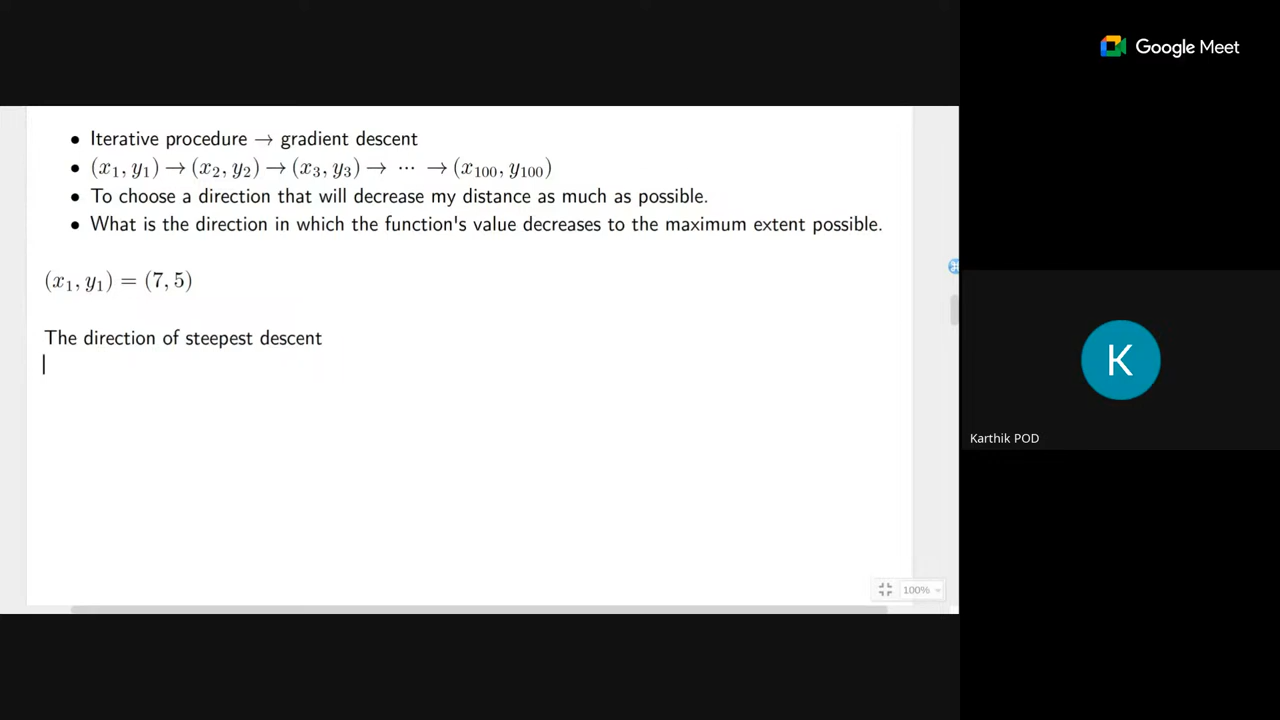 Google Meet
• Iterative procedure → gradient descent
• (x₁, y₁) → (x₂, y₂) → (x₃, y₃) → ⋯ → (x₁₀₀, y₁₀₀)
• To choose a direction that will decrease my distance as much as possible.
• What is the direction in which the function's value decreases to the maximum extent possible.
(x₁, y₁) = (7, 5)
The direction of steepest descent
K
Karthik POD
100%